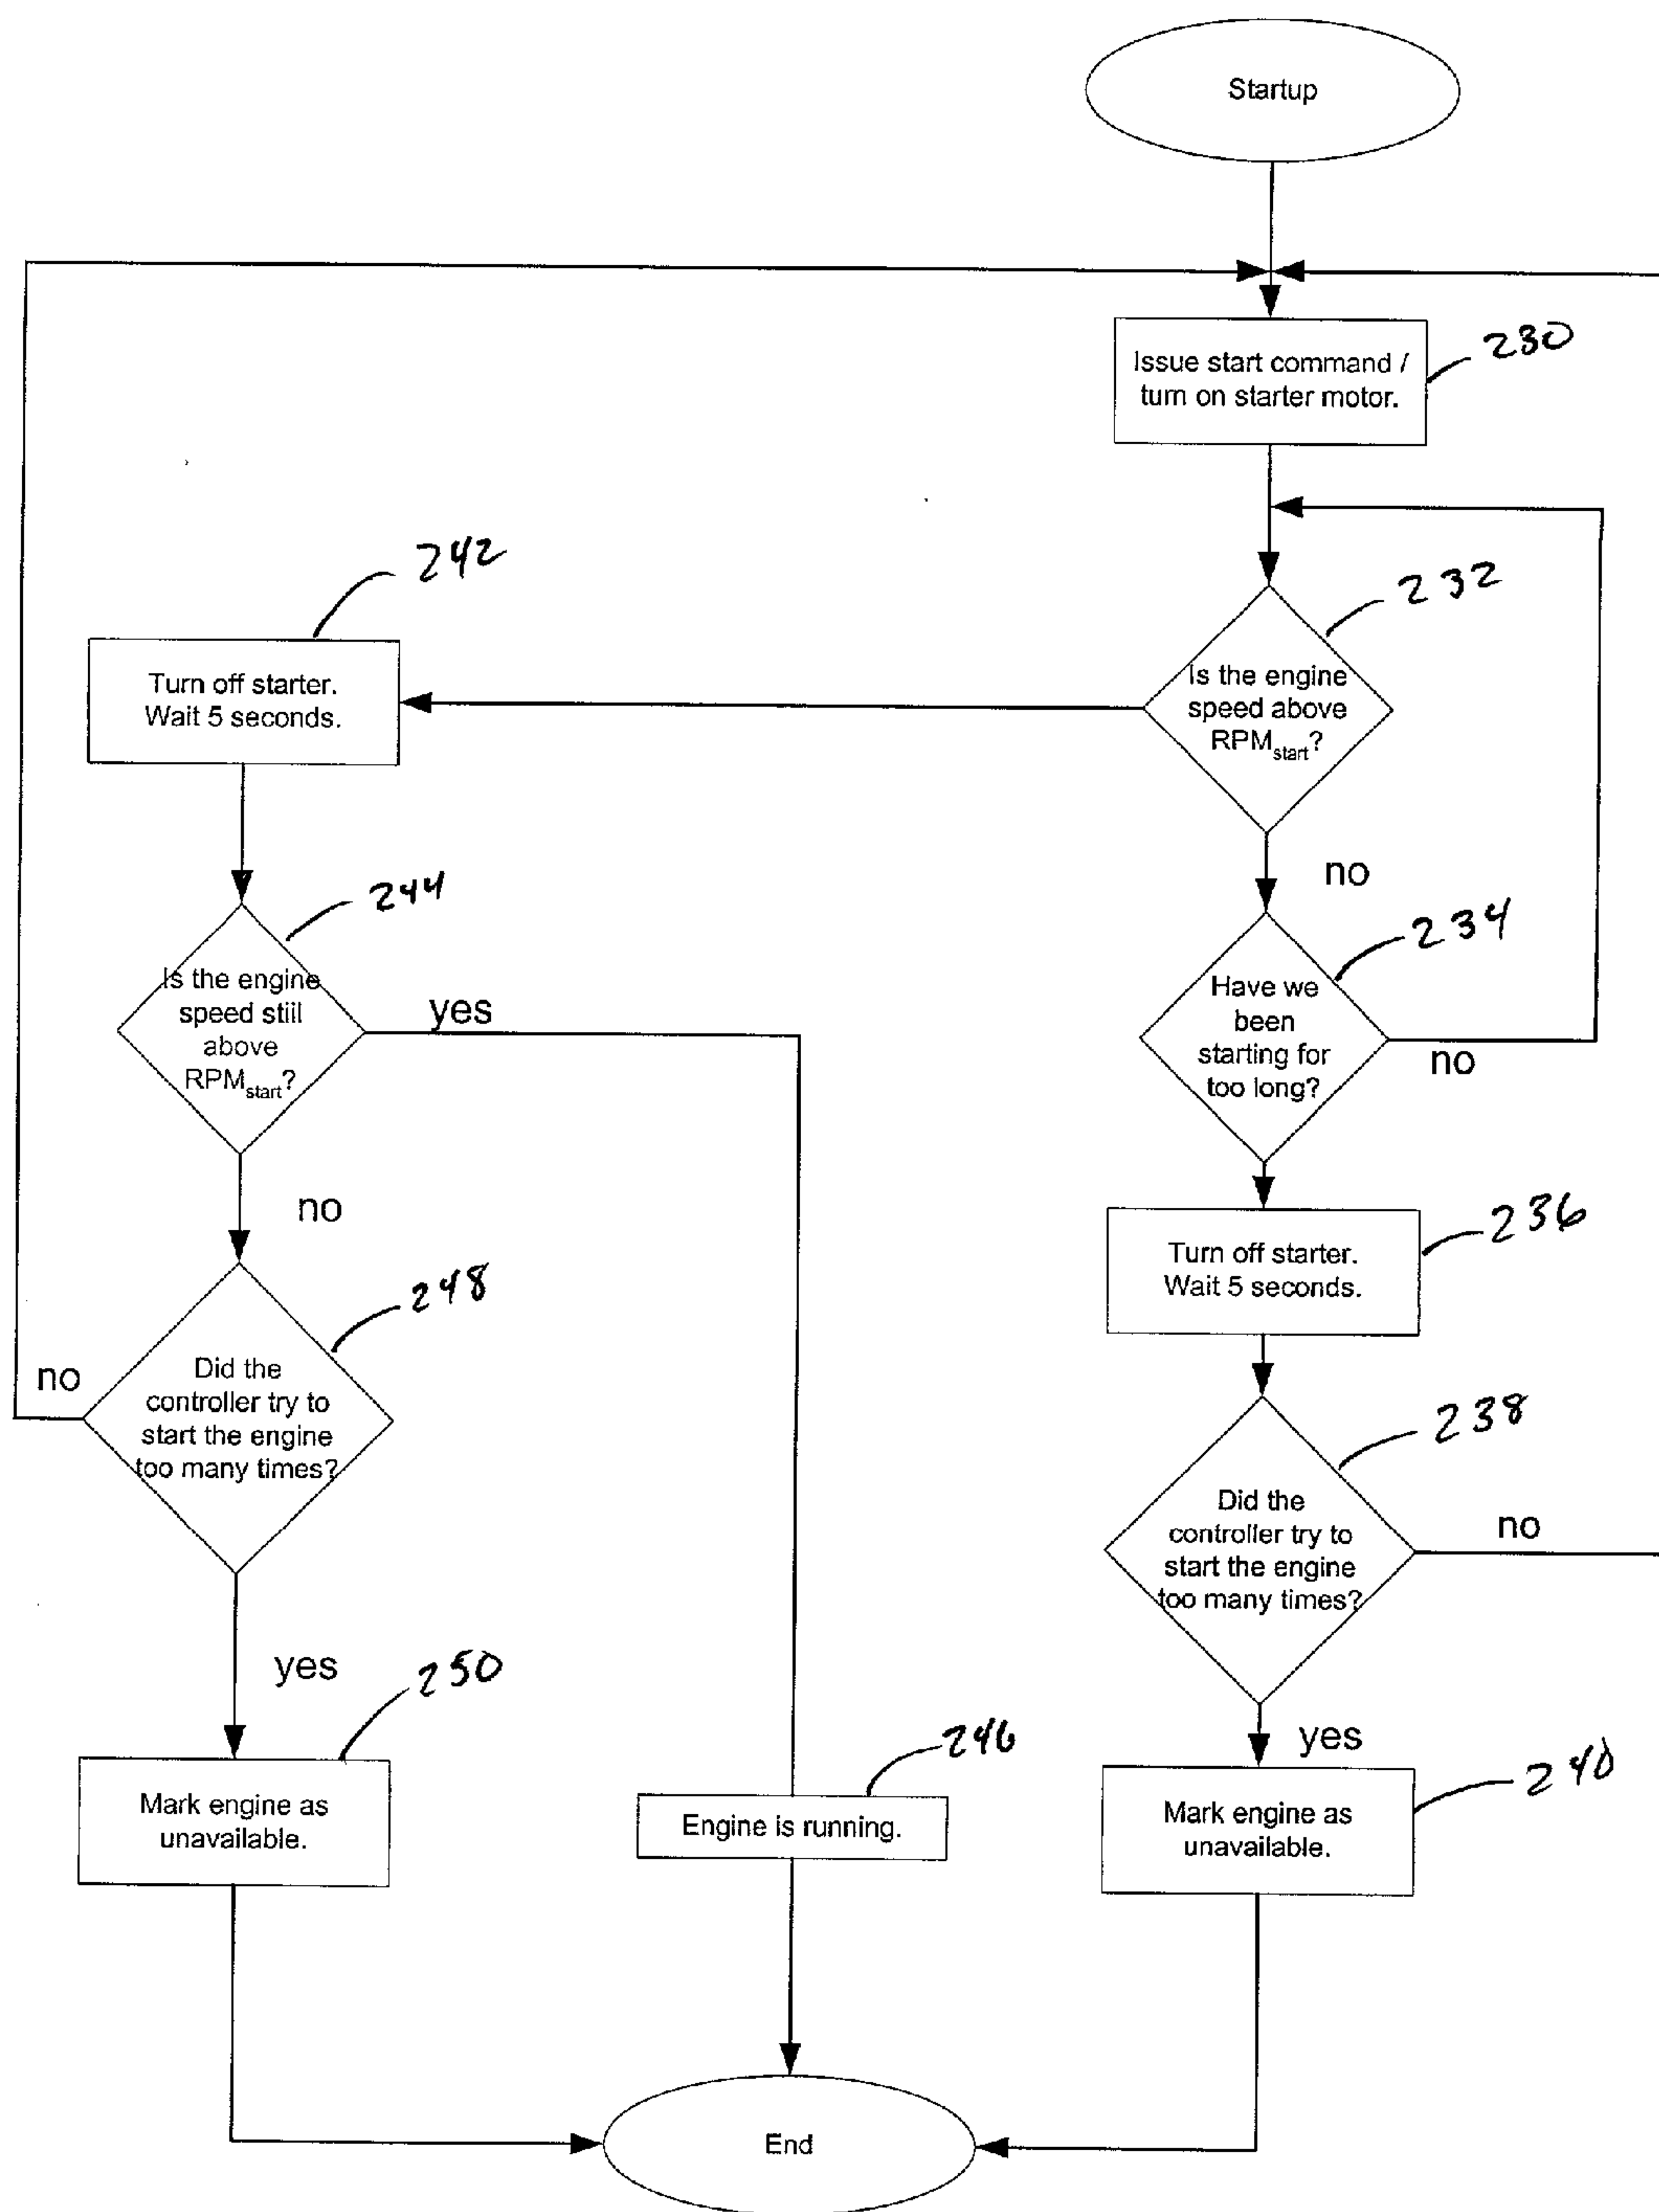 Startup
Issue start command /
turn on starter motor.
230
242
232
Turn off starter.
Wait 5 seconds.
Is the engine
speed above
RPMstart?
no
244
234
Is the engine
speed still
above
RPMstart?
yes
Have we
been
starting for
too long?
no
no
236
Turn off starter.
Wait 5 seconds.
248
no
Did the
controller try to
start the engine
too many times?
238
Did the
controller try to
start the engine
too many times?
no
yes
250
yes
246
240
Mark engine as
unavailable.
Engine is running.
Mark engine as
unavailable.
End